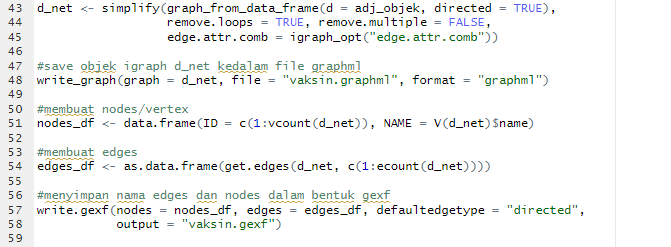 43 d_net <- simplify(graph_from_data_frame(d = adj_objek, directed = TRUE),
44 remove.loops = TRUE, remove.multiple = FALSE,
45 edge.attr.comb = igraph_opt("edge.attr.comb"))
46
47 #save objek igraph d_net kedalam file graphml
48 write_graph(graph = d_net, file = "vaksin.graphml", format = "graphml")
49
50 #membuat nodes/vertex
51 nodes_df <- data.frame(ID = c(1:vcount(d_net)), NAME = V(d_net)$name)
52
53 #membuat edges
54 edges_df <- as.data.frame(get.edges(d_net, c(1:ecount(d_net))))
55
56 #menyimpan nama edges dan nodes dalam bentuk gexf
57 write.gexf(nodes = nodes_df, edges = edges_df, defaultedgetype = "directed",
58 output = "vaksin.gexf")
59